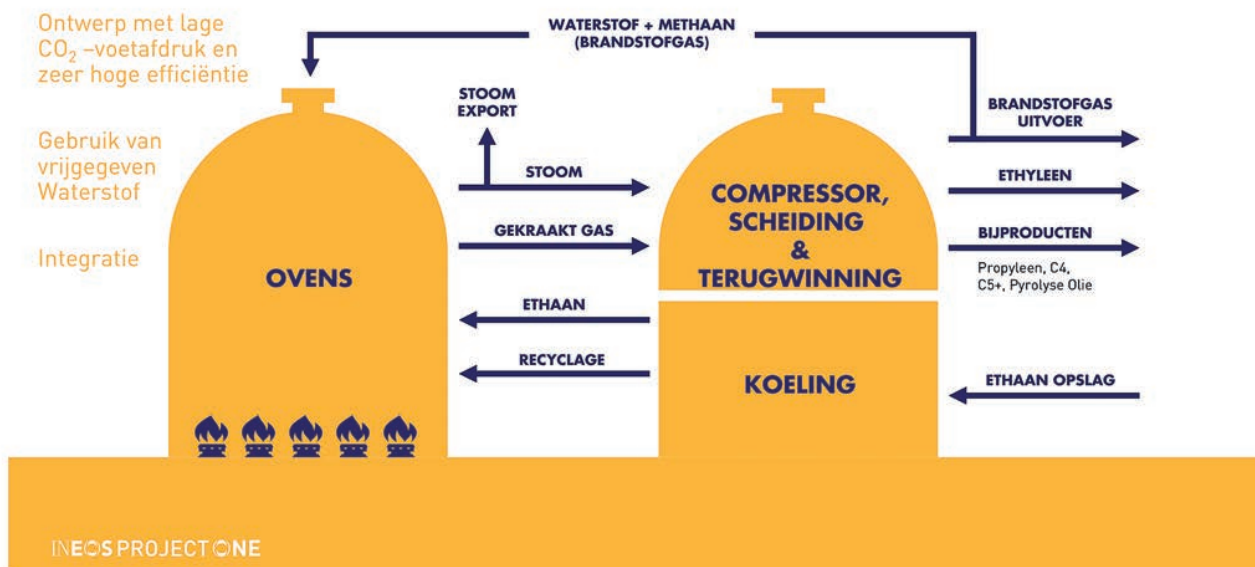 Ontwerp met lage
CO₂ –voetafdruk en
zeer hoge efficiëntie
Gebruik van
vrijgegeven
Waterstof
Integratie
WATERSTOF + METHAAN
(BRANDSTOFGAS)
STOOM
EXPORT
STOOM
GEKRAAKT GAS
OVENS
ETHAAN
RECYCLAGE
COMPRESSOR,
SCHEIDING
&
TERUGWINNING
KOELING
BRANDSTOFGAS
UITVOER
ETHYLEEN
BIJPRODUCTEN
Propyleen, C4,
C5+, Pyrolyse Olie
ETHAAN OPSLAG
INEOS PROJECT ONE